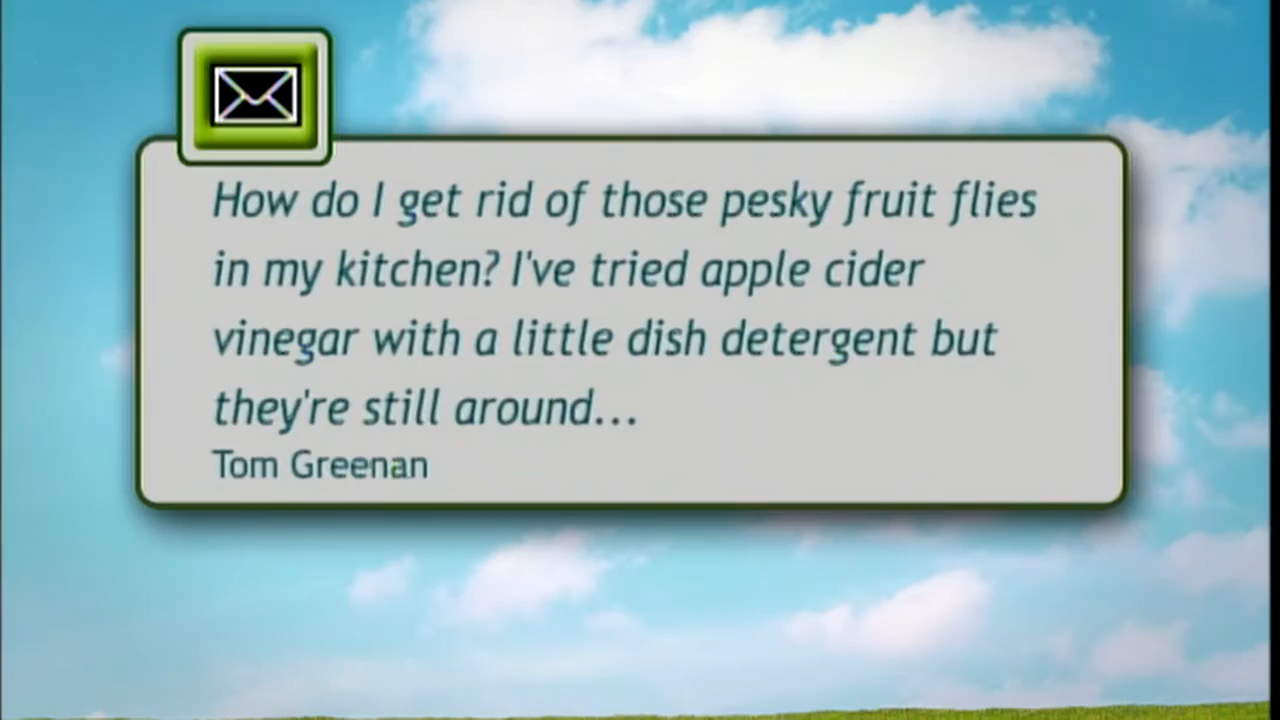 How do I get rid of those pesky fruit flies
in my kitchen? I've tried apple cider
vinegar with a little dish detergent but
they're still around...
Tom Greenan